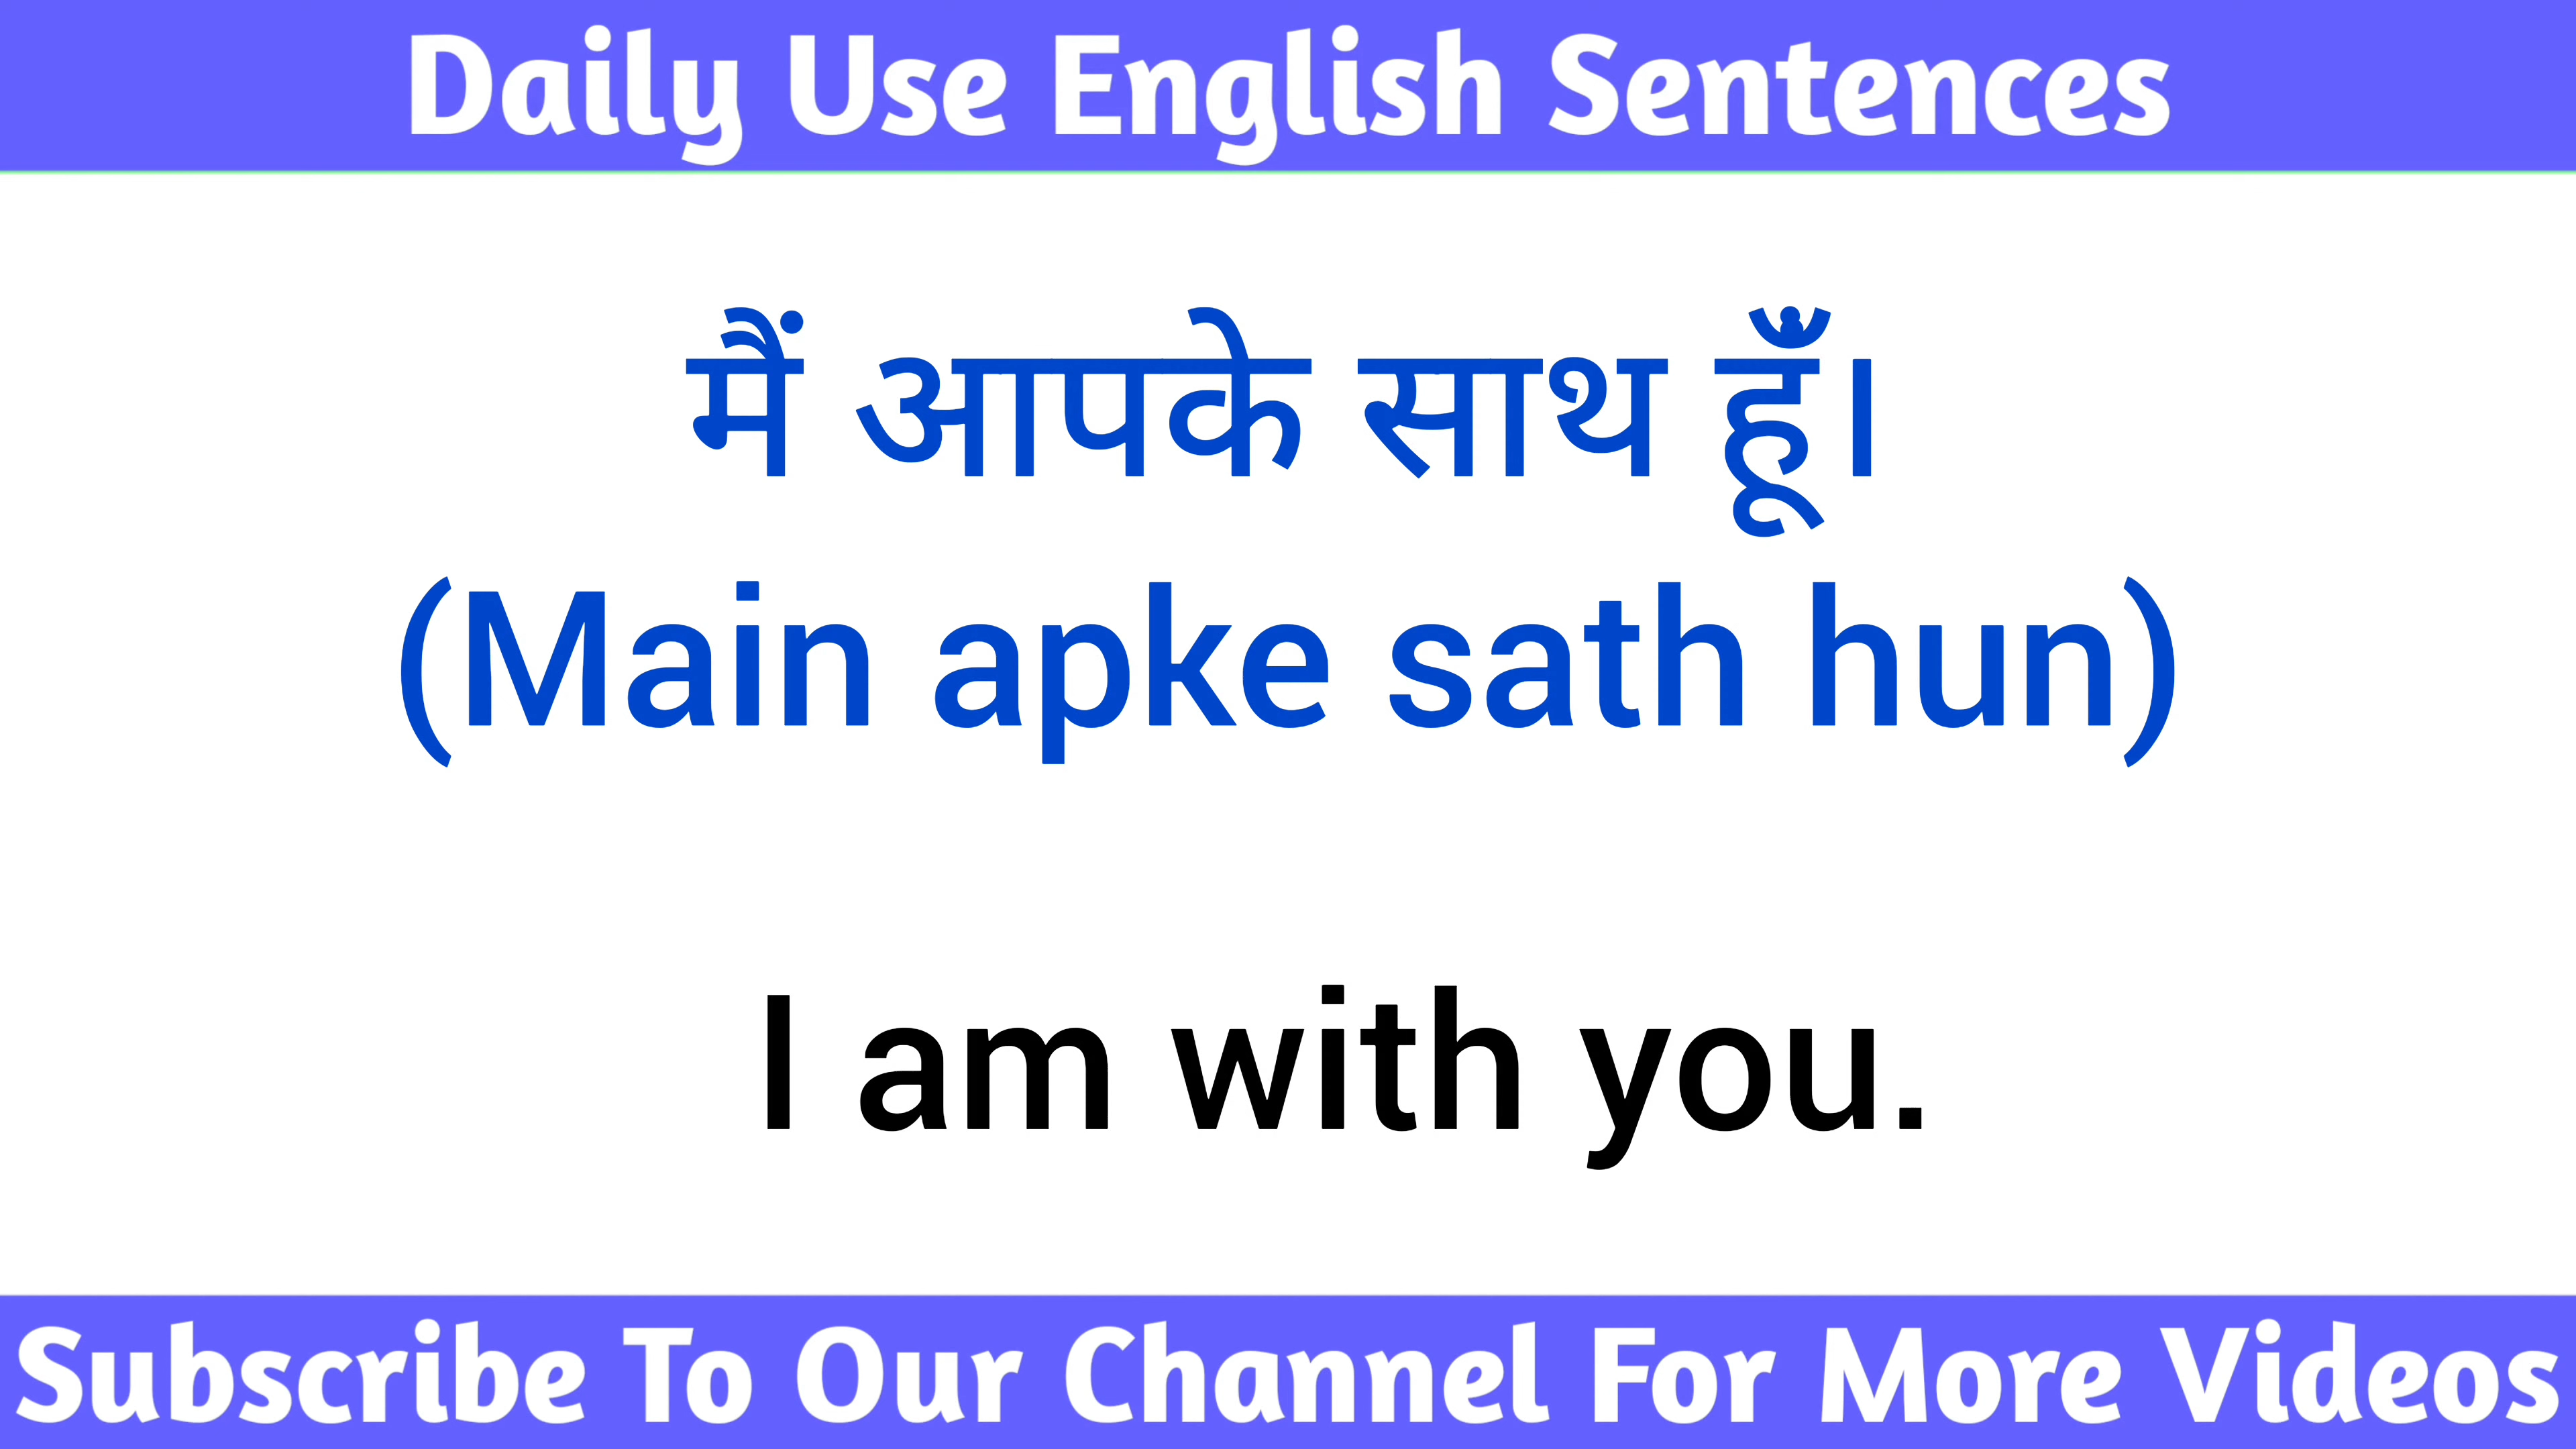 Daily Use English Sentences
मैं आपके साथ हूँ।
(Main apke sath hun)
I am with you.
Subscribe To Our Channel For More Videos